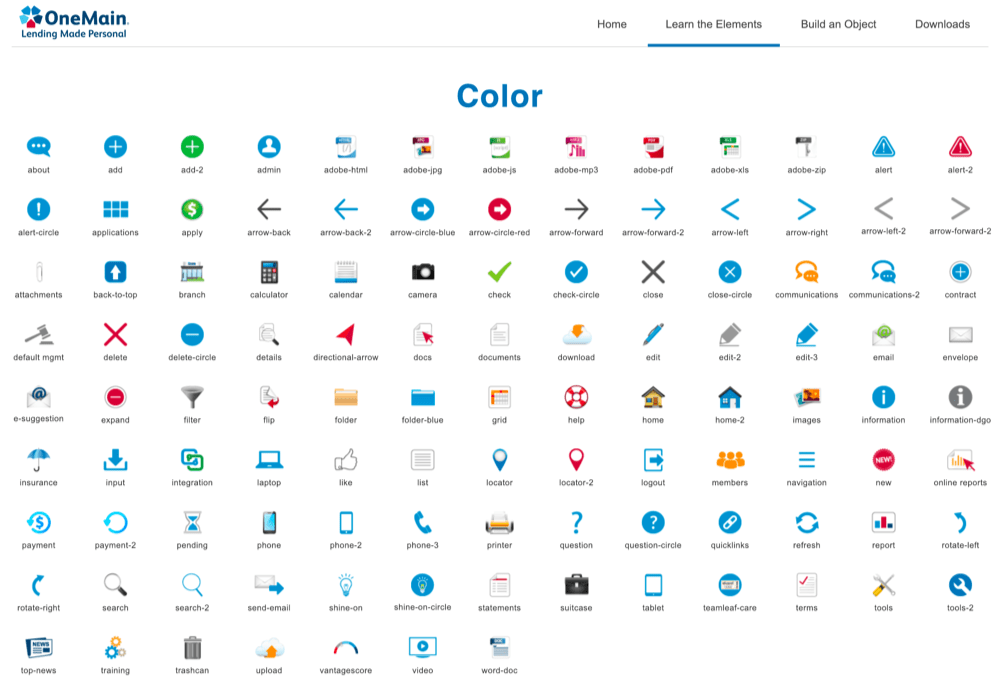 OneMain.
Lending Made Personal
Home Learn the Elements Build an Object Downloads
Color
about add add-2 admin adobe-html adobe-jpg adobe-js adobe-mp3 adobe-pdf adobe-xls adobe-zip alert alert-2
alert-circle applications apply arrow-back arrow-back-2 arrow-circle-blue arrow-circle-red arrow-forward arrow-forward-2 arrow-left arrow-right arrow-left-2 arrow-forward-2
attachments back-to-top branch calculator calendar camera check check-circle close close-circle communications communications-2 contract
default mgmt delete delete-circle details directional-arrow docs documents download edit edit-2 edit-3 email envelope
e-suggestion expand filter flip folder folder-blue grid help home home-2 images information information-dgo
NEW!
insurance input integration laptop like list locator locator-2 logout members navigation new online reports
payment payment-2 pending phone phone-2 phone-3 printer question question-circle quicklinks refresh report rotate-left
rotate-right search search-2 send-email shine-on shine-on-circle statements suitcase tablet teamleaf-care terms tools tools-2
NEWS
top-news training trashcan upload vantagescore video word-doc